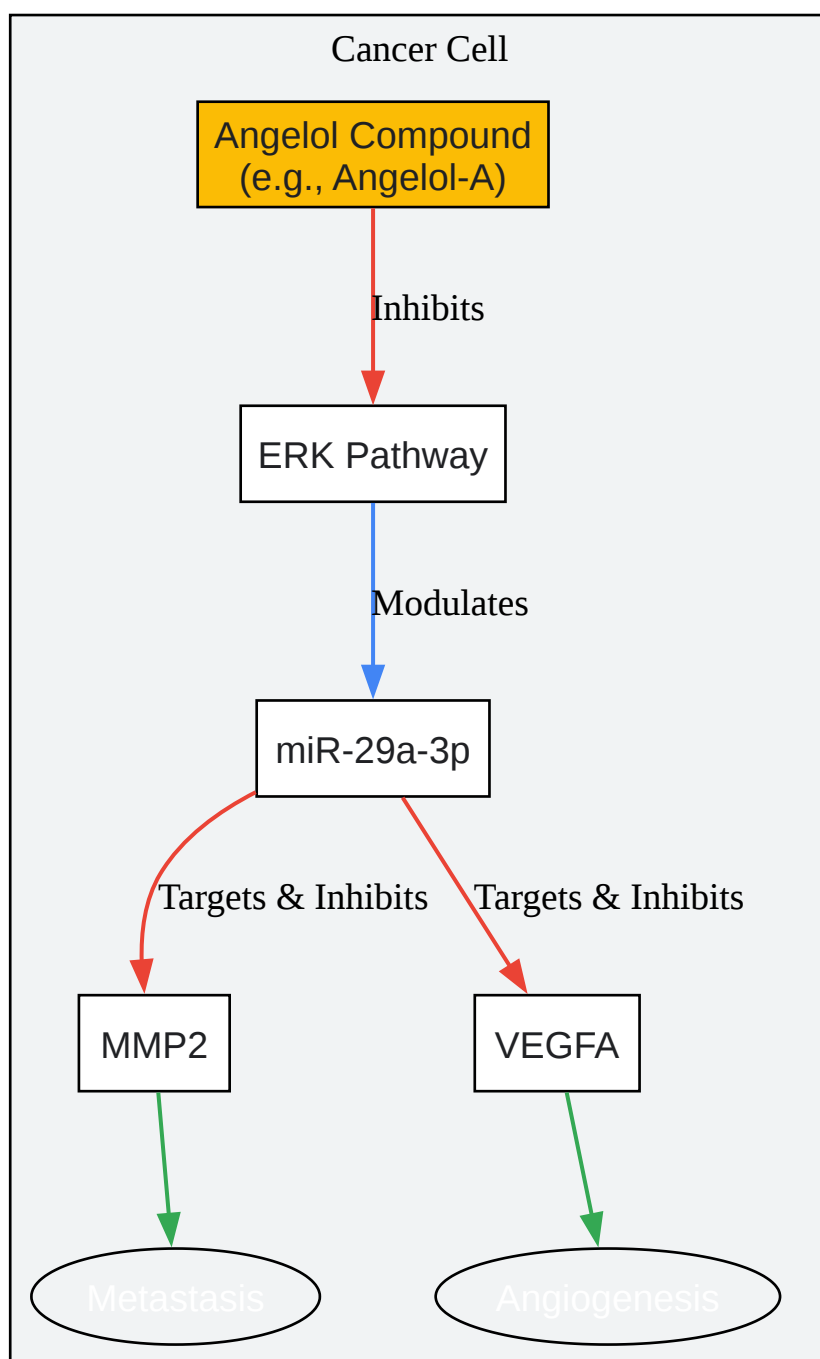 Cancer Cell
Angelol Compound
(e.g., Angelol-A)
Inhibits
ERK Pathway
Modulates
miR-29a-3p
Targets & Inhibits
Targets & Inhibits
MMP2
VEGFA
Metastasis
Angiogenesis